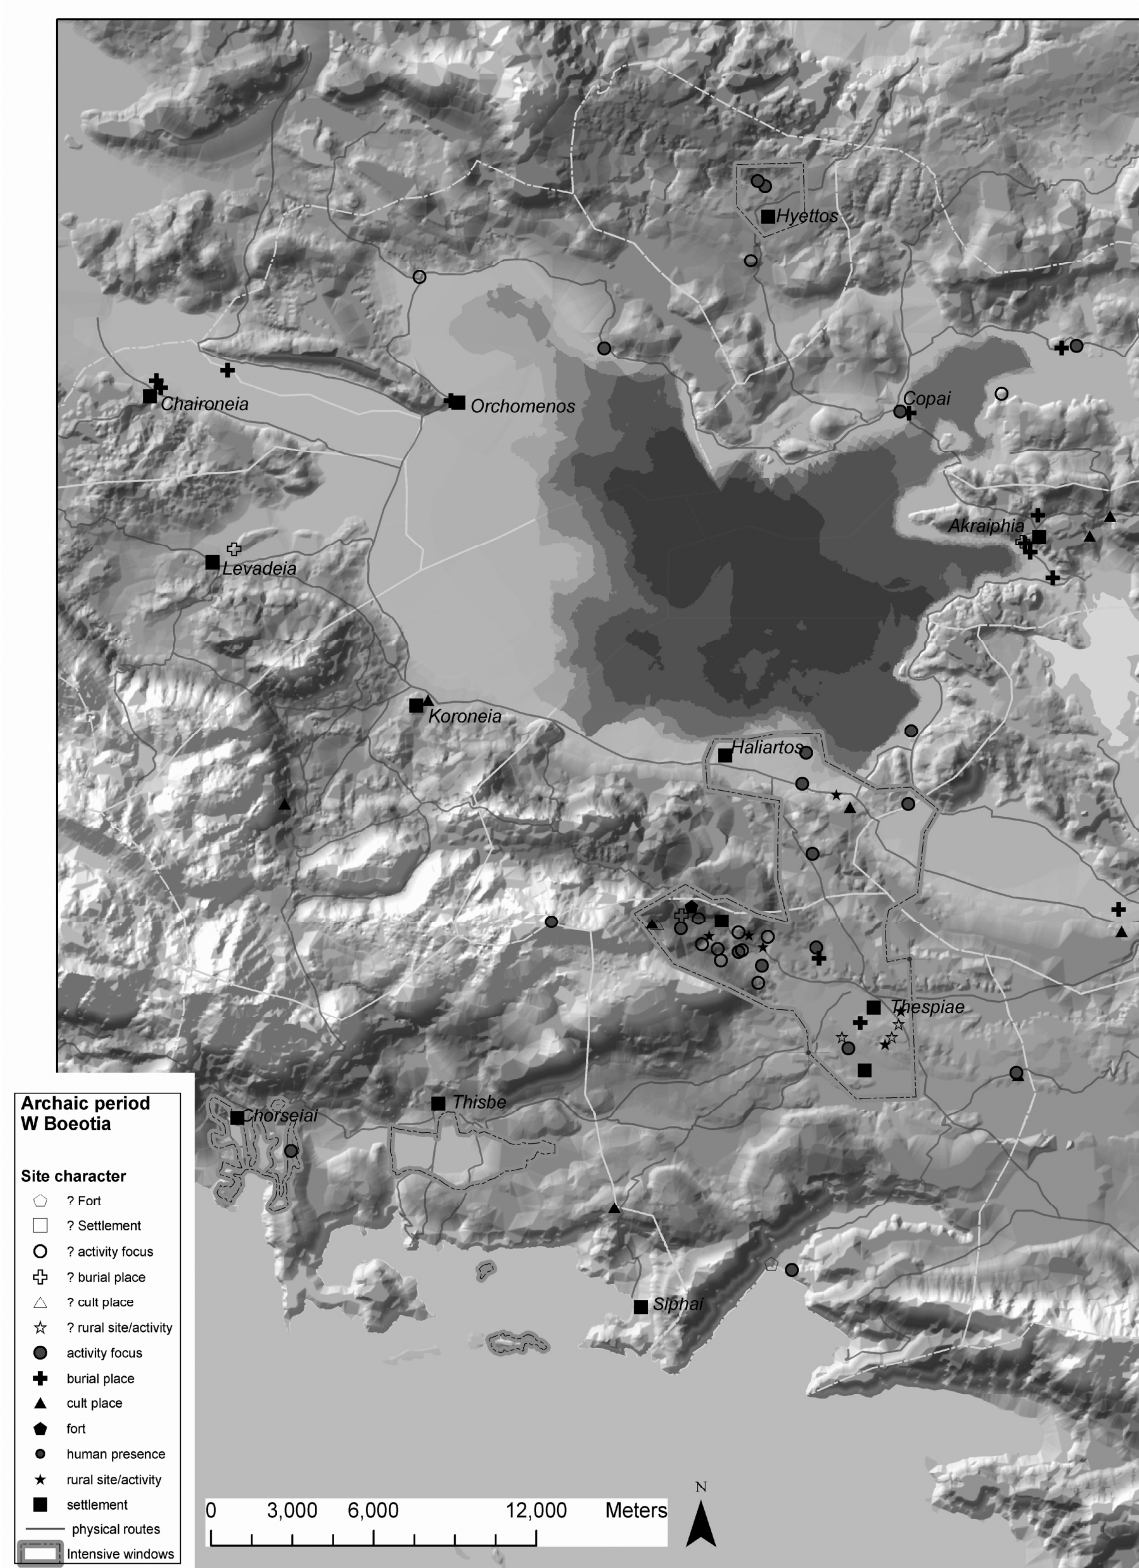 Hyettos
Chaironeia
Orchomenos
Copai
Akraiphia
Levadeia
Koroneia
Haliartos
Thespiae
Chorseiai
Thisbe
Siphai
Archaic period
W Boeotia
Site character
? Fort
? Settlement
? activity focus
? burial place
? cult place
? rural site/activity
activity focus
burial place
cult place
fort
human presence
rural site/activity
settlement
physical routes
Intensive windows
0 3,000 6,000 12,000 Meters
N